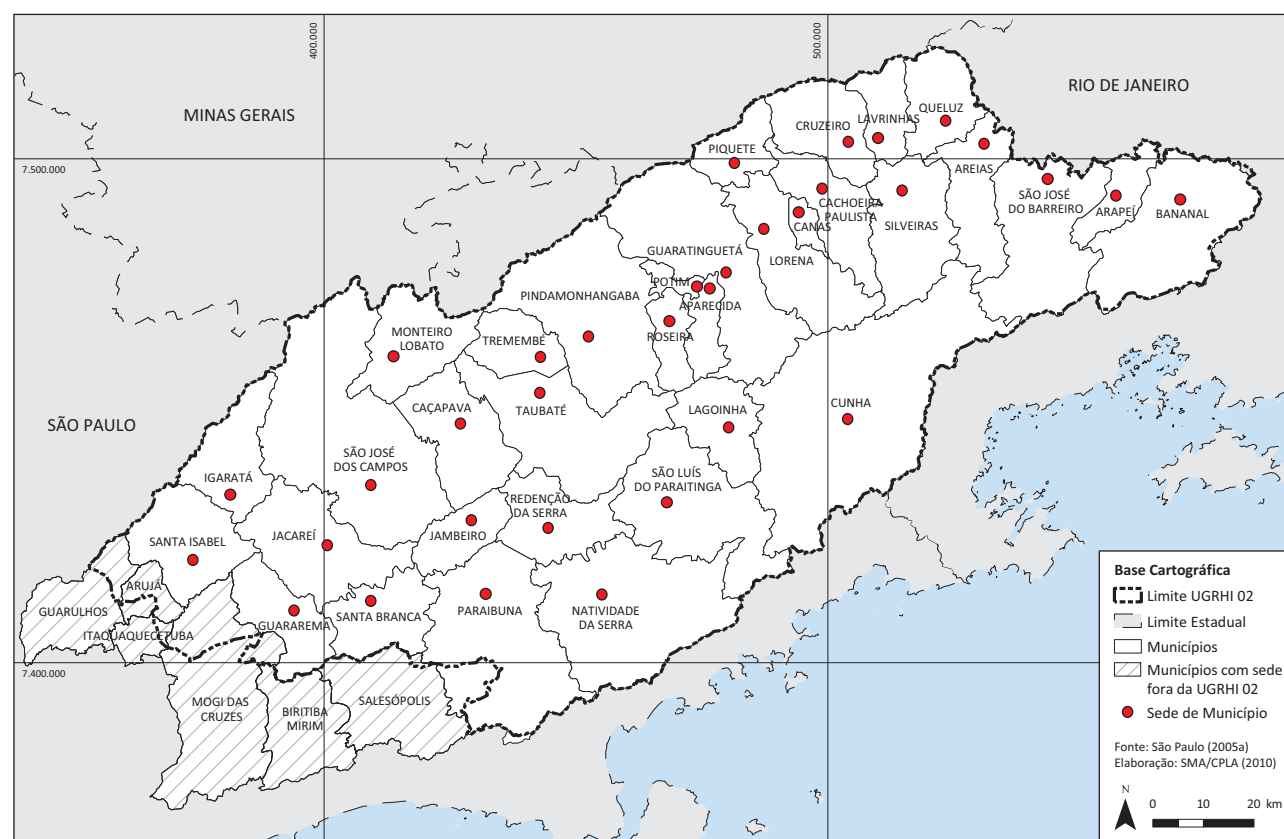 400.000
500.000
MINAS GERAIS
RIO DE JANEIRO
QUELUZ
LAVRINHAS
CRUZEIRO
PIQUETE
7.500.000
AREIAS
SÃO JOSÉ
DO BARREIRO
ARAPEÍ
BANANAL
CACHOEIRA
PAULISTA
CANAS
SILVEIRAS
LORENA
GUARATINGUETÁ
POTIM
APARECIDA
PINDAMONHANGABA
ROSEIRA
MONTEIRO
LOBATO
TREMEMBÉ
TAUBATÉ
CAÇAPAVA
LAGOINHA
CUNHA
SÃO PAULO
SÃO JOSÉ
DOS CAMPOS
IGARATÁ
SÃO LUÍS
DO PARAITINGA
REDENÇÃO
DA SERRA
JAMBEIRO
JACAREÍ
SANTA ISABEL
ARUJÁ
GUARULHOS
ITAQUAQUECETUBA
GUARAREMA
SANTA BRANCA
PARAIBUNA
NATIVIDADE
DA SERRA
7.400.000
MOGI DAS
CRUZES
BIRITIBA
MIRIM
SALESÓPOLIS
Base Cartográfica
Limite UGRHI 02
Limite Estadual
Municípios
Municípios com sede
fora da UGRHI 02
Sede de Município
Fonte: São Paulo (2005a)
Elaboração: SMA/CPLA (2010)
N
0 10 20 km